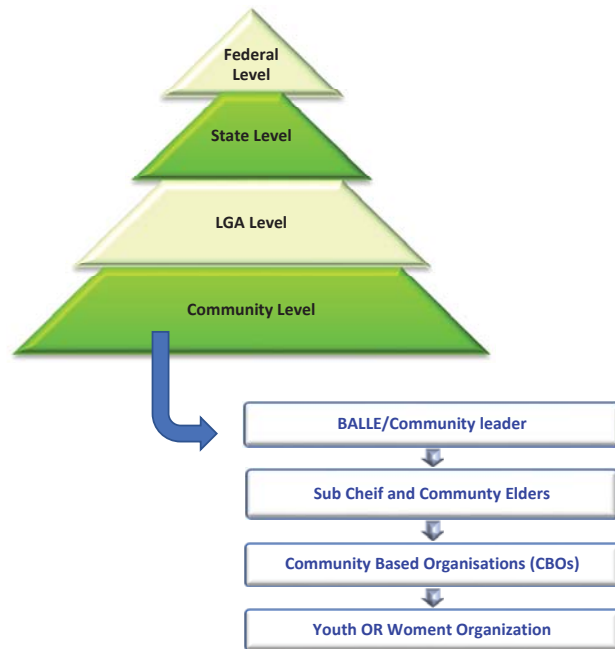 Federal
Level
State Level
LGA Level
Community Level
BALLE/Community leader
Sub Cheif and Communty Elders
Community Based Organisations (CBOs)
Youth OR Woment Organization